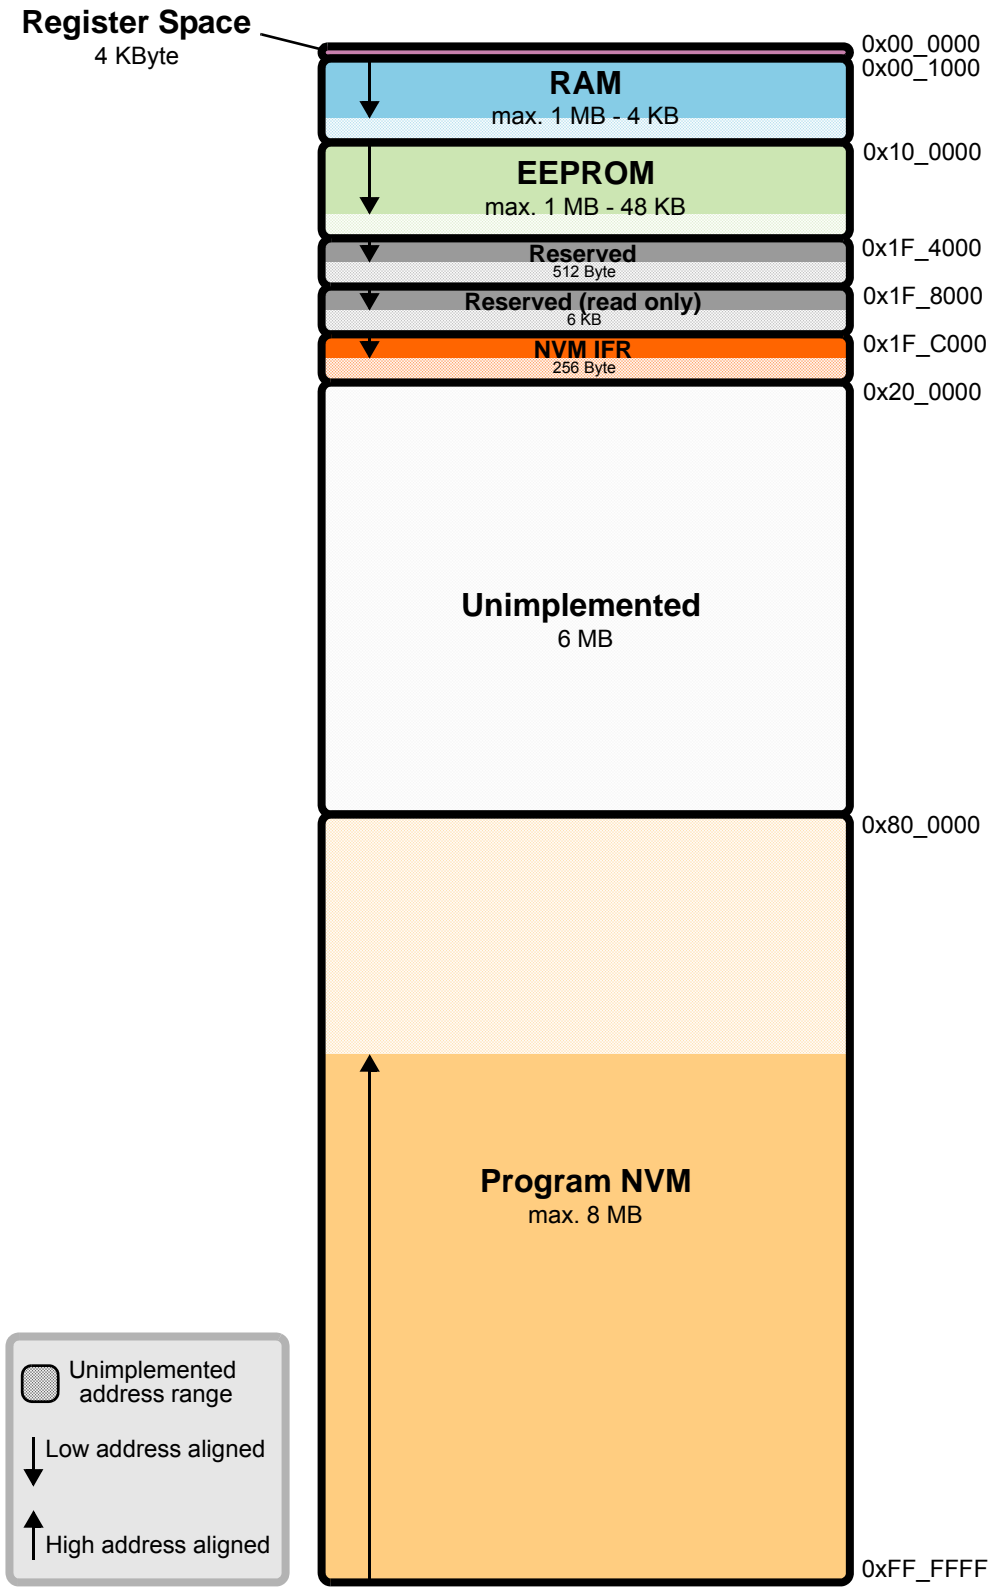 Register Space
4 KByte
0x00_0000
0x00_1000
RAM
max. 1 MB - 4 KB
0x10_0000
EEPROM
max. 1 MB - 48 KB
0x1F_4000
Reserved
512 Byte
0x1F_8000
Reserved (read only)
6 KB
0x1F_C000
NVM IFR
256 Byte
0x20_0000
Unimplemented
6 MB
0x80_0000
Program NVM
max. 8 MB
0xFF_FFFF
Unimplemented
address range
Low address aligned
High address aligned